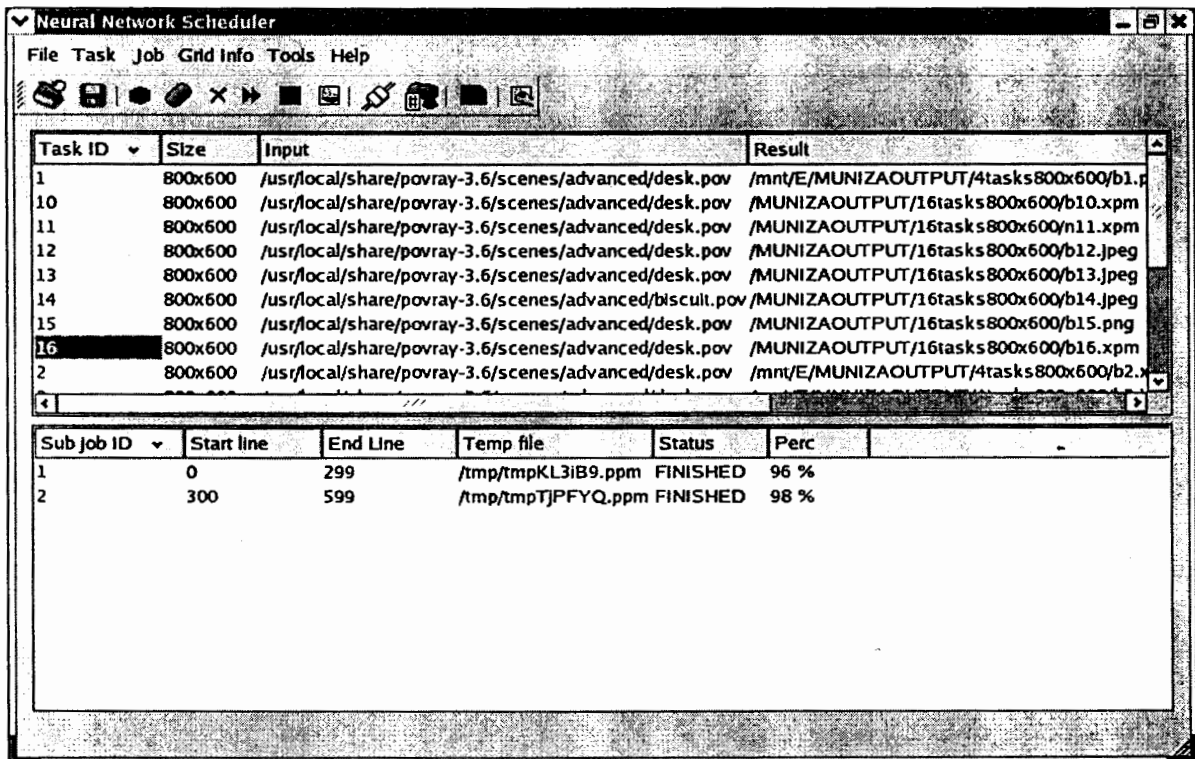 Neural Network Scheduler
File Task Job Grid Info Tools Help
Task ID Size Input Result
1 800x600 /usr/local/share/povray-3.6/scenes/advanced/desk.pov /mnt/E/MUNIZAOUTPUT/4tasks800x600/b1.p
10 800x600 /usr/local/share/povray-3.6/scenes/advanced/desk.pov /MUNIZAOUTPUT/16tasks800x600/b10.xpm
11 800x600 /usr/local/share/povray-3.6/scenes/advanced/desk.pov /MUNIZAOUTPUT/16tasks800x600/n11.xpm
12 800x600 /usr/local/share/povray-3.6/scenes/advanced/desk.pov /MUNIZAOUTPUT/16tasks800x600/b12.jpeg
13 800x600 /usr/local/share/povray-3.6/scenes/advanced/desk.pov /MUNIZAOUTPUT/16tasks800x600/b13.jpeg
14 800x600 /usr/local/share/povray-3.6/scenes/advanced/biscuit.pov /MUNIZAOUTPUT/16tasks800x600/b14.jpeg
15 800x600 /usr/local/share/povray-3.6/scenes/advanced/desk.pov /MUNIZAOUTPUT/16tasks800x600/b15.png
16 800x600 /usr/local/share/povray-3.6/scenes/advanced/desk.pov /MUNIZAOUTPUT/16tasks800x600/b16.xpm
2 800x600 /usr/local/share/povray-3.6/scenes/advanced/desk.pov /mnt/E/MUNIZAOUTPUT/4tasks800x600/b2.x
Sub job ID Start line End Line Temp file Status Perc
1 0 299 /tmp/tmpKL3iB9.ppm FINISHED 96 %
2 300 599 /tmp/tmpTjPFYQ.ppm FINISHED 98 %